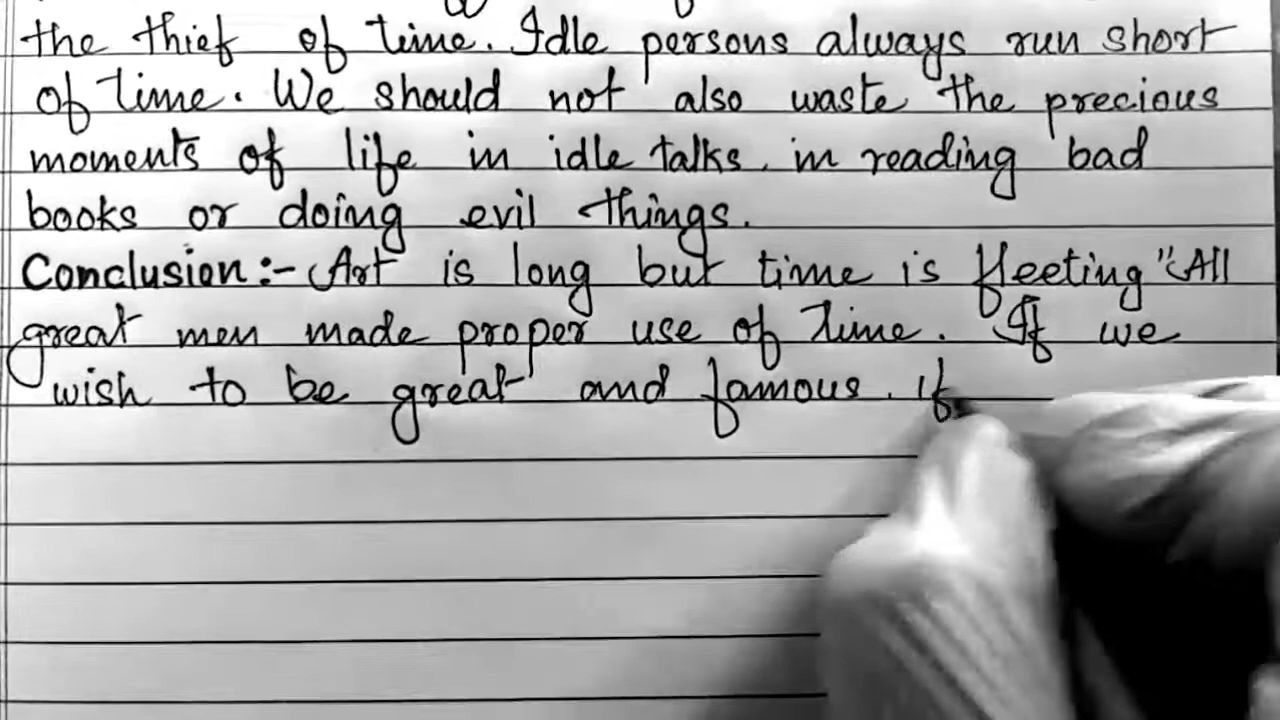 the thief of time. Idle persons always run short
of time. We should not also waste the precious
moments of life in idle talks, in reading bad
books or doing evil things.
Conclusion:- Art is long but time is fleeting "All
great men made proper use of time. If we
wish to be great and famous. if